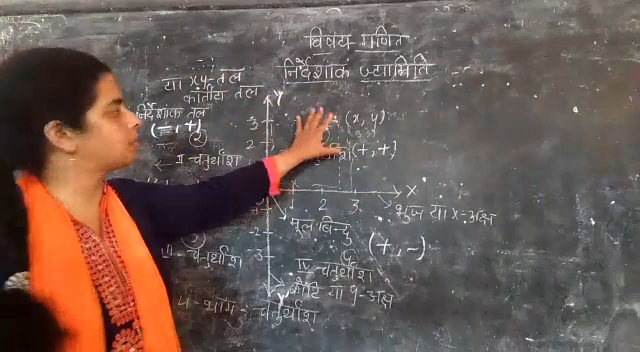 विषय-गणित
निर्देशांक ज्यामिति
या xy-तल
कार्तीय तल
निर्देशांक तल
Y
3 (x, y)
(-, +)
2 (+, +)
II-चतुर्थांश
2 3 X
भुज या x-अक्ष
मूल बिन्दु
-2 (+, -)
III-चतुर्थांश -3 IV-चतुर्थांश
कोटि या y-अक्ष
Y'
4-भाग = चतुर्थांश